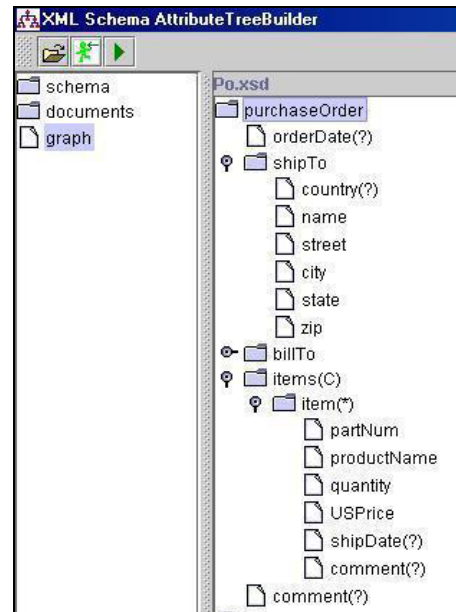 XML Schema AttributeTreeBuilder
schema
documents
graph
Po.xsd
purchaseOrder
orderDate(?)
shipTo
country(?)
name
street
city
state
zip
billTo
items(C)
item(*)
partNum
productName
quantity
USPrice
shipDate(?)
comment(?)
comment(?)